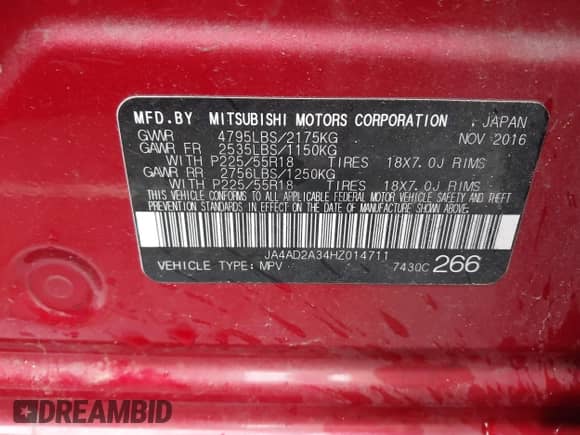 MFD.BY MITSUBISHI MOTORS CORPORATION , JAPAN
GVWR 4795LBS/2175KG NOV 2016
GAWR FR 2535LBS/1150KG
WITH P225/55R18 TIRES 18X7.0J RIMS
GAWR RR 2756LBS/1250KG
WITH P225/55R18 TIRES 18X7.0J RIMS
THIS VEHICLE CONFORMS TO ALL APPLICABLE FEDERAL MOTOR VEHICLE SAFETY AND THEFT
PREVENTION STANDARDS IN EFFECT ON THE DATE OF MANUFACTURE SHOWN ABOVE.
JA4AD2A34HZ014711
VEHICLE TYPE: MPV 7430C 266
DREAMBID